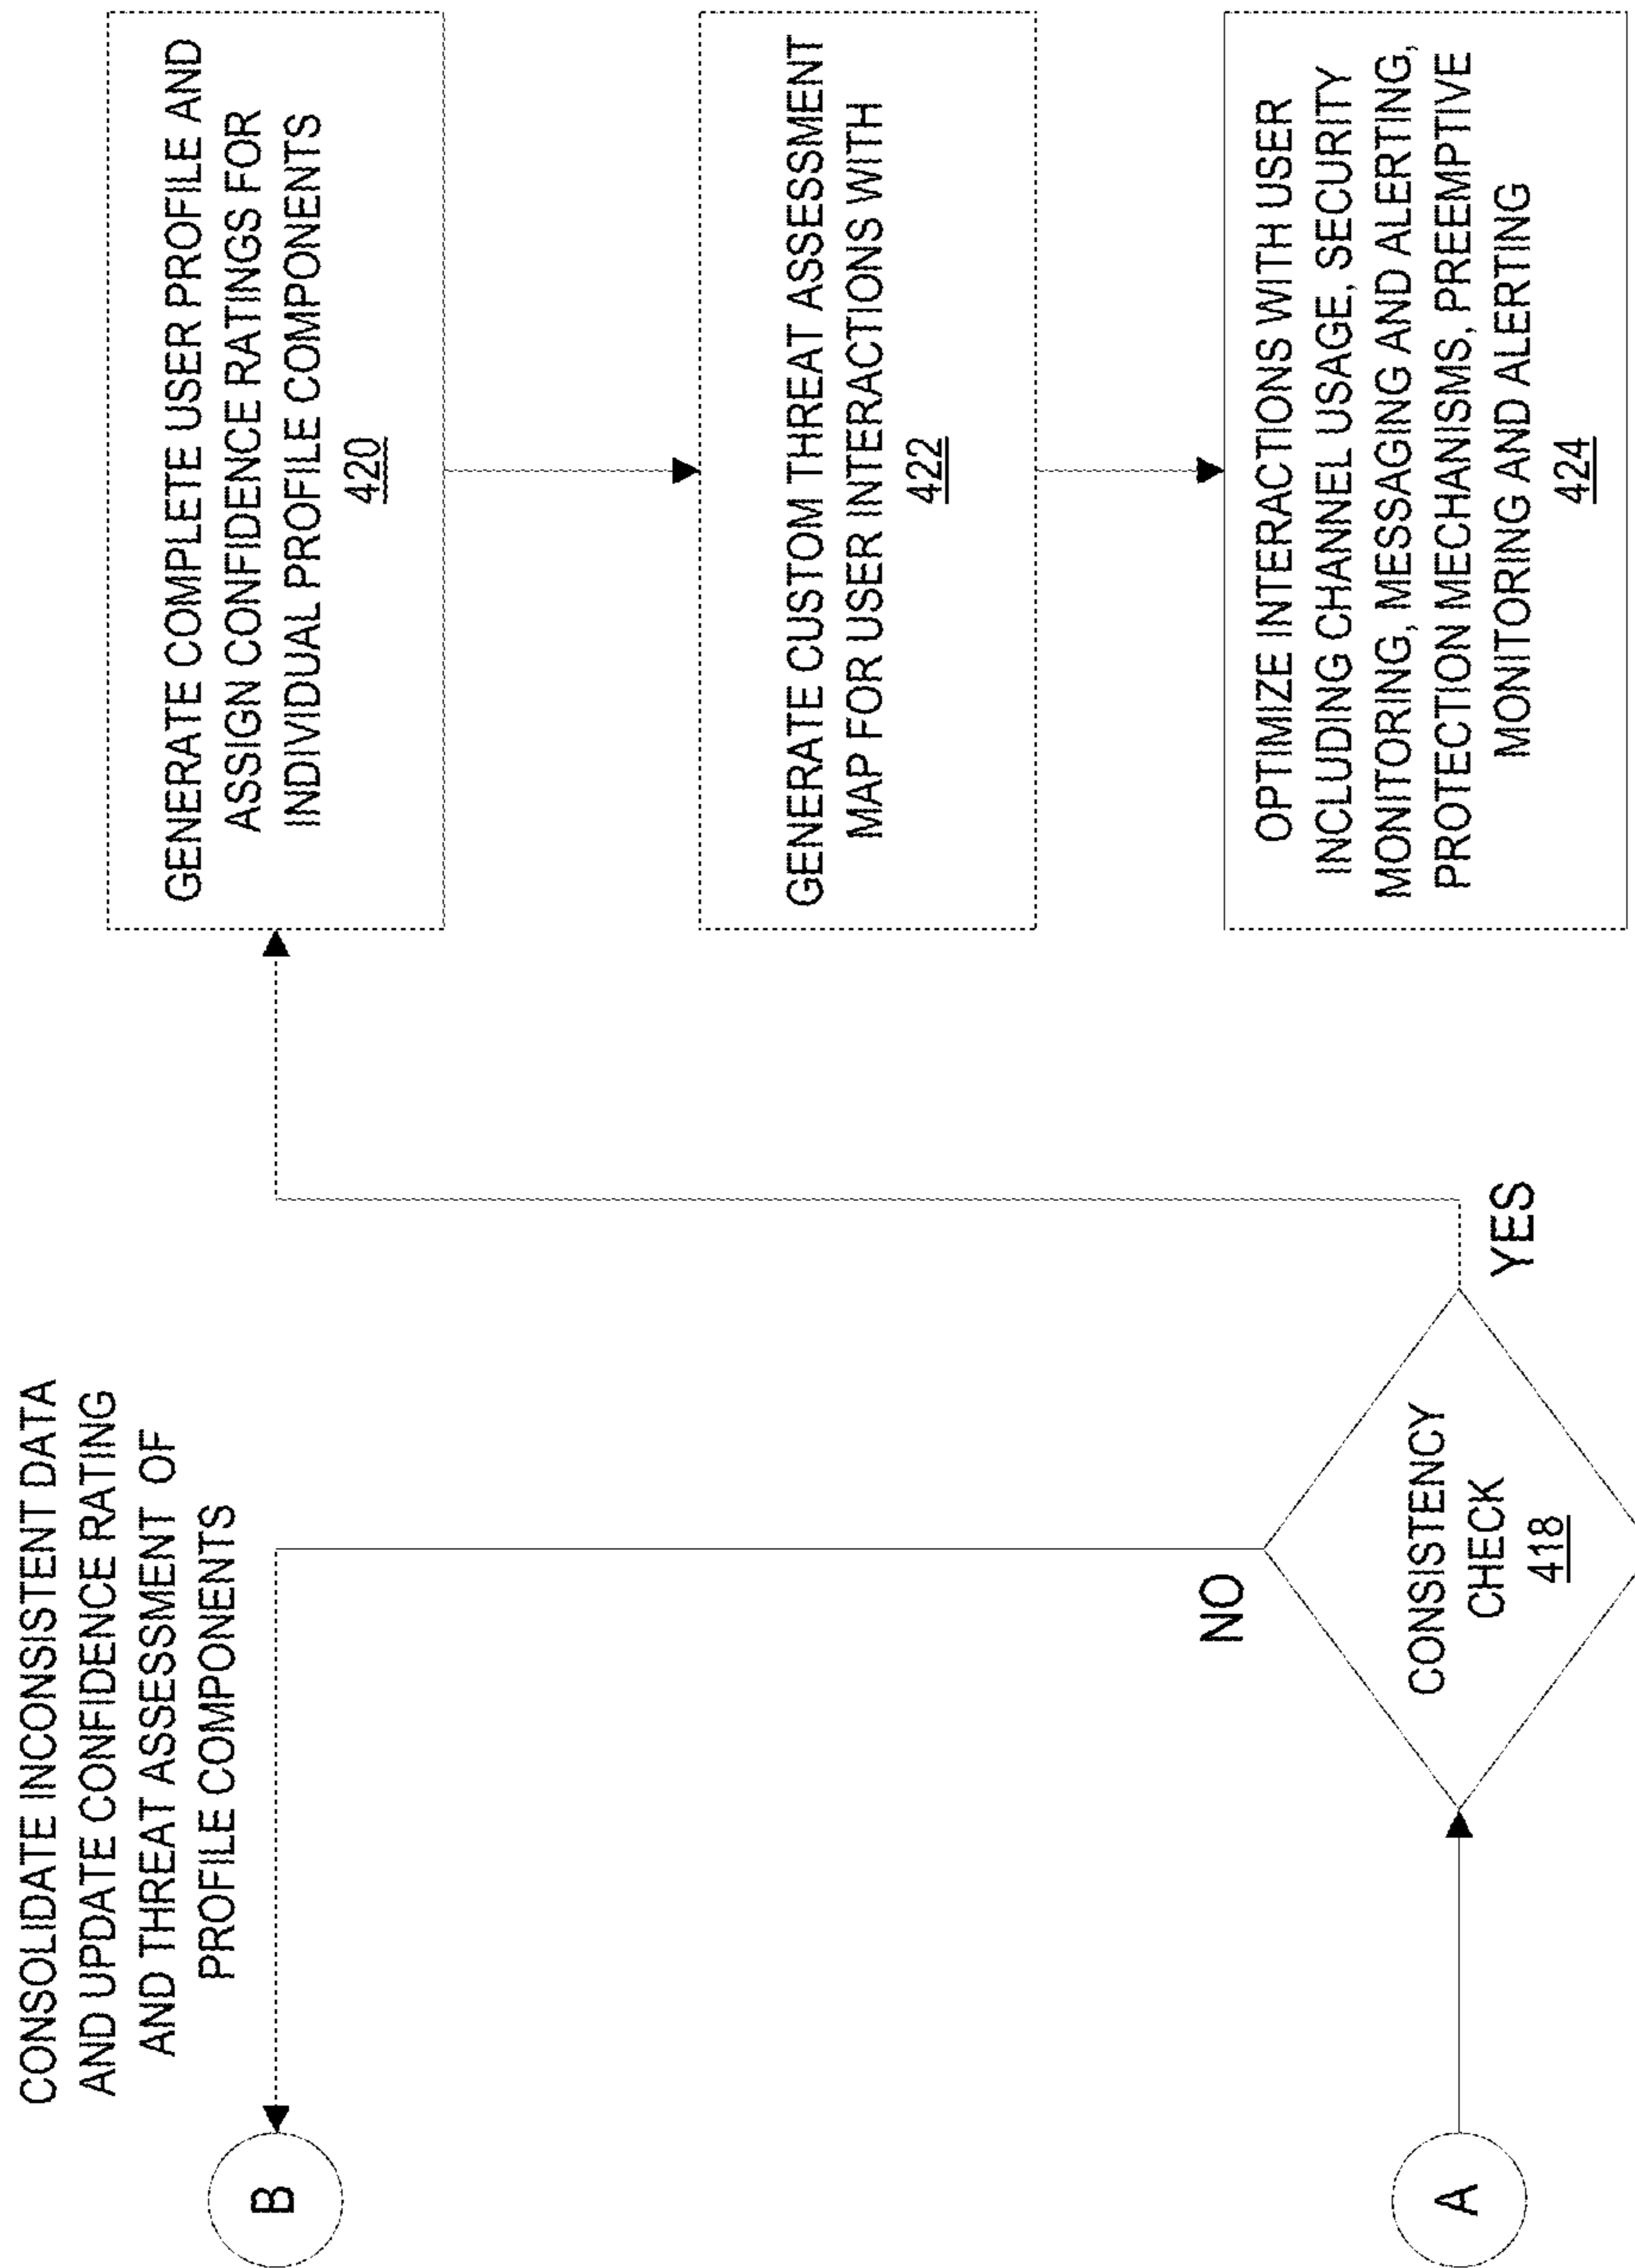 CONSOLIDATE INCONSISTENT DATA
AND UPDATE CONFIDENCE RATING
AND THREAT ASSESSMENT OF
PROFILE COMPONENTS
B
A
NO
CONSISTENCY
CHECK
418
YES
GENERATE COMPLETE USER PROFILE AND
ASSIGN CONFIDENCE RATINGS FOR
INDIVIDUAL PROFILE COMPONENTS
420
GENERATE CUSTOM THREAT ASSESSMENT
MAP FOR USER INTERACTIONS WITH
422
OPTIMIZE INTERACTIONS WITH USER
INCLUDING CHANNEL USAGE, SECURITY
MONITORING, MESSAGING AND ALERTING,
PROTECTION MECHANISMS, PREEMPTIVE
MONITORING AND ALERTING
424